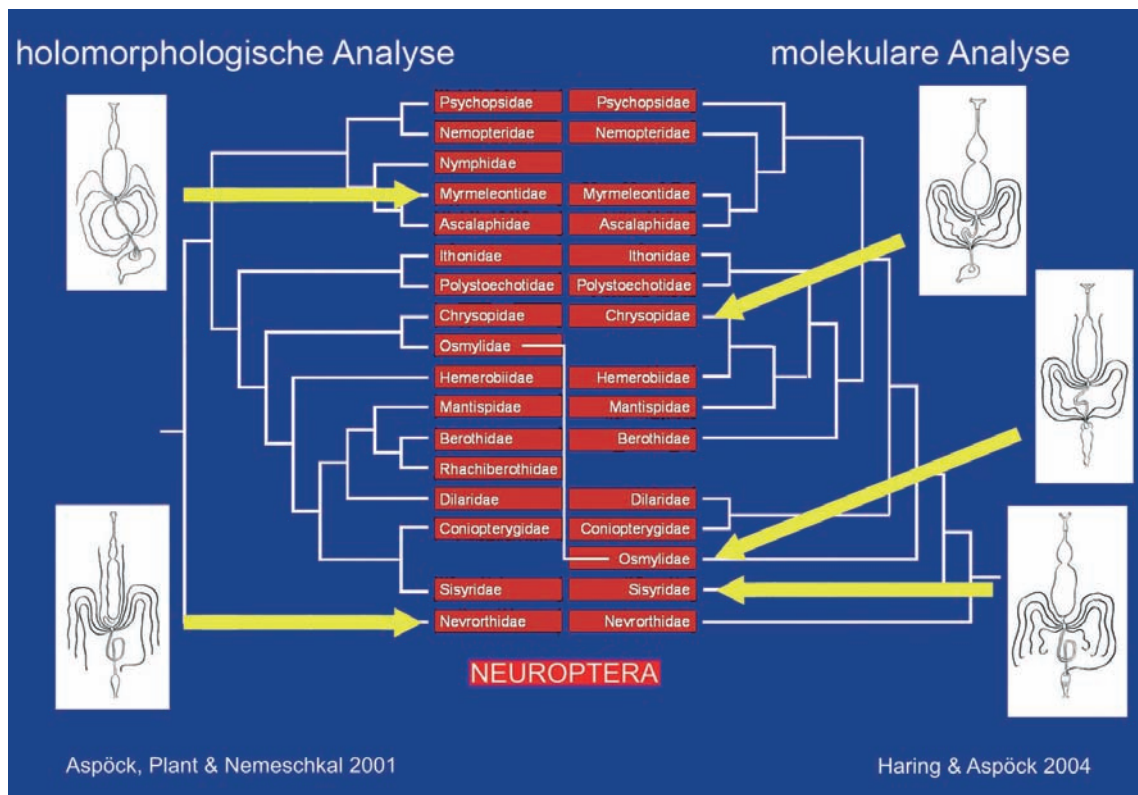 holomorphologische Analyse
molekulare Analyse
Psychopsidae Psychopsidae
Nemopteridae Nemopteridae
Nymphidae
Myrmeleontidae Myrmeleontidae
Ascalaphidae Ascalaphidae
Ithonidae Ithonidae
Polystoechotidae Polystoechotidae
Chrysopidae Chrysopidae
Osmylidae
Hemerobiidae Hemerobiidae
Mantispidae Mantispidae
Berothidae Berothidae
Rhachiberothidae
Dilaridae Dilaridae
Coniopterygidae Coniopterygidae
Osmylidae
Sisyridae Sisyridae
Nevrorthidae Nevrorthidae
NEUROPTERA
Aspöck, Plant & Nemeschkal 2001
Haring & Aspöck 2004